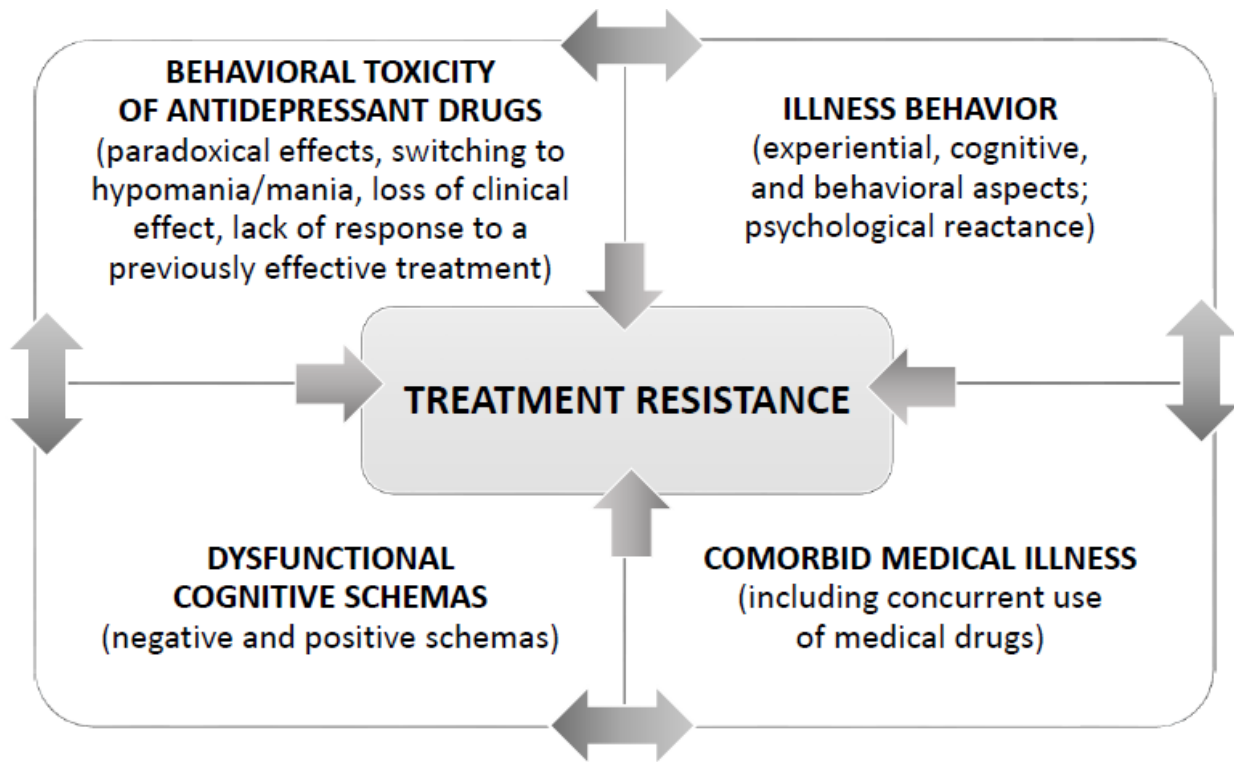 BEHAVIORAL TOXICITY
OF ANTIDEPRESSANT DRUGS
(paradoxical effects, switching to
hypomania/mania, loss of clinical
effect, lack of response to a
previously effective treatment)
ILLNESS BEHAVIOR
(experiential, cognitive,
and behavioral aspects;
psychological reactance)
TREATMENT RESISTANCE
DYSFUNCTIONAL
COGNITIVE SCHEMAS
(negative and positive schemas)
COMORBID MEDICAL ILLNESS
(including concurrent use
of medical drugs)